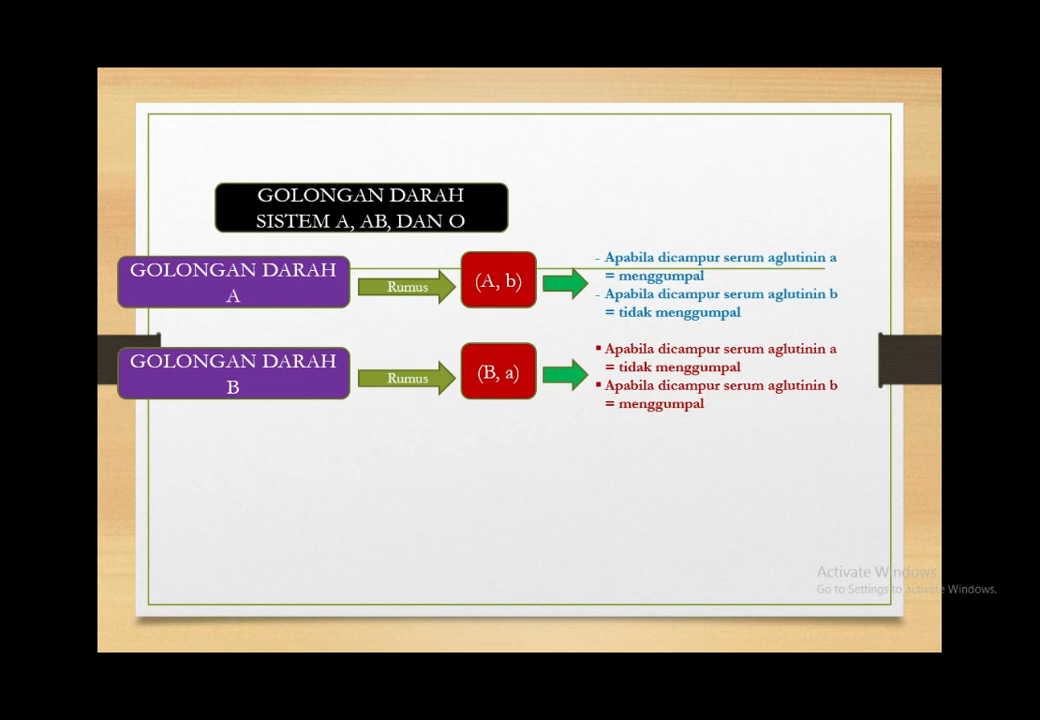 GOLONGAN DARAH
SISTEM A, AB, DAN O
GOLONGAN DARAH
A
Rumus
(A, b)
- Apabila dicampur serum aglutinin a
= menggumpal
- Apabila dicampur serum aglutinin b
= tidak menggumpal
GOLONGAN DARAH
B
Rumus
(B, a)
▪ Apabila dicampur serum aglutinin a
= tidak menggumpal
▪ Apabila dicampur serum aglutinin b
= menggumpal
Activate Windows
Go to Settings to activate Windows.